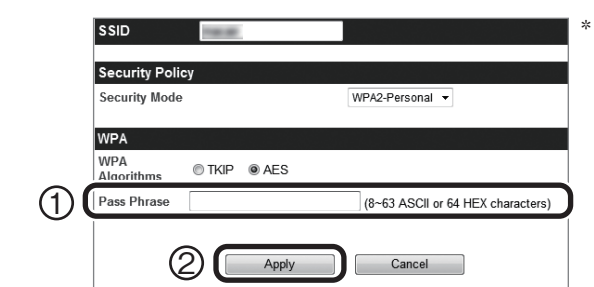 SSID *
Security Policy
Security Mode WPA2-Personal
WPA
WPA
Algorithms TKIP AES
① Pass Phrase (8~63 ASCII or 64 HEX characters)
② Apply Cancel